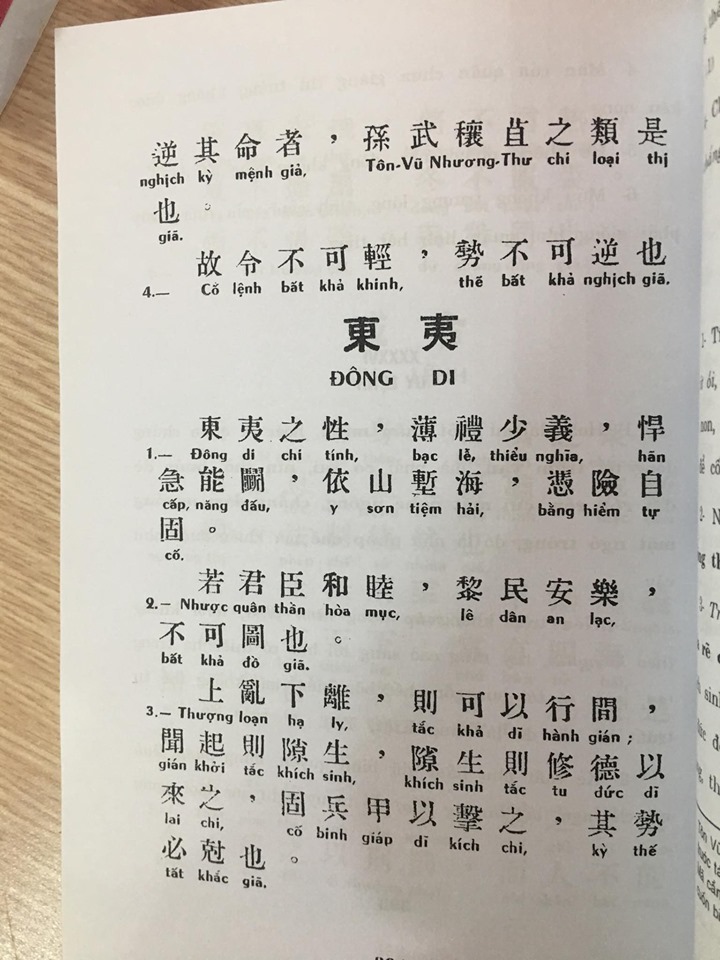 逆其命者，孫武穰苴之類是
nghịch kỳ mệnh giả, Tôn-Vũ Nhương-Thư chi loại thị
也。
giã.
故令不可輕，勢不可逆也
4.— Cố lệnh bất khả khinh, thế bất khả nghịch giã.
東夷
ĐÔNG DI
東夷之性，薄禮少義，悍
1.— Đông di chi tính, bạc lễ, thiểu nghĩa, hãn
急能鬭，依山塹海，憑險自
cấp, năng đấu, y sơn tiệm hải, bằng hiểm tự
固。
cố.
若君臣和睦，黎民安樂，
2.— Nhược quân thần hòa mục, lê dân an lạc,
不可圖也。
bất khả đồ giã.
上亂下離，則可以行間，
3.— Thượng loạn hạ ly, tắc khả dĩ hành gián ;
聞起則隙生，隙生則修德以
gián khởi tắc khích sinh, khích sinh tắc tu đức dĩ
來之，固兵甲以擊之，其勢
lai chi, cố binh giáp dĩ kích chi, kỳ thế
必尅也。
tất khắc giã.